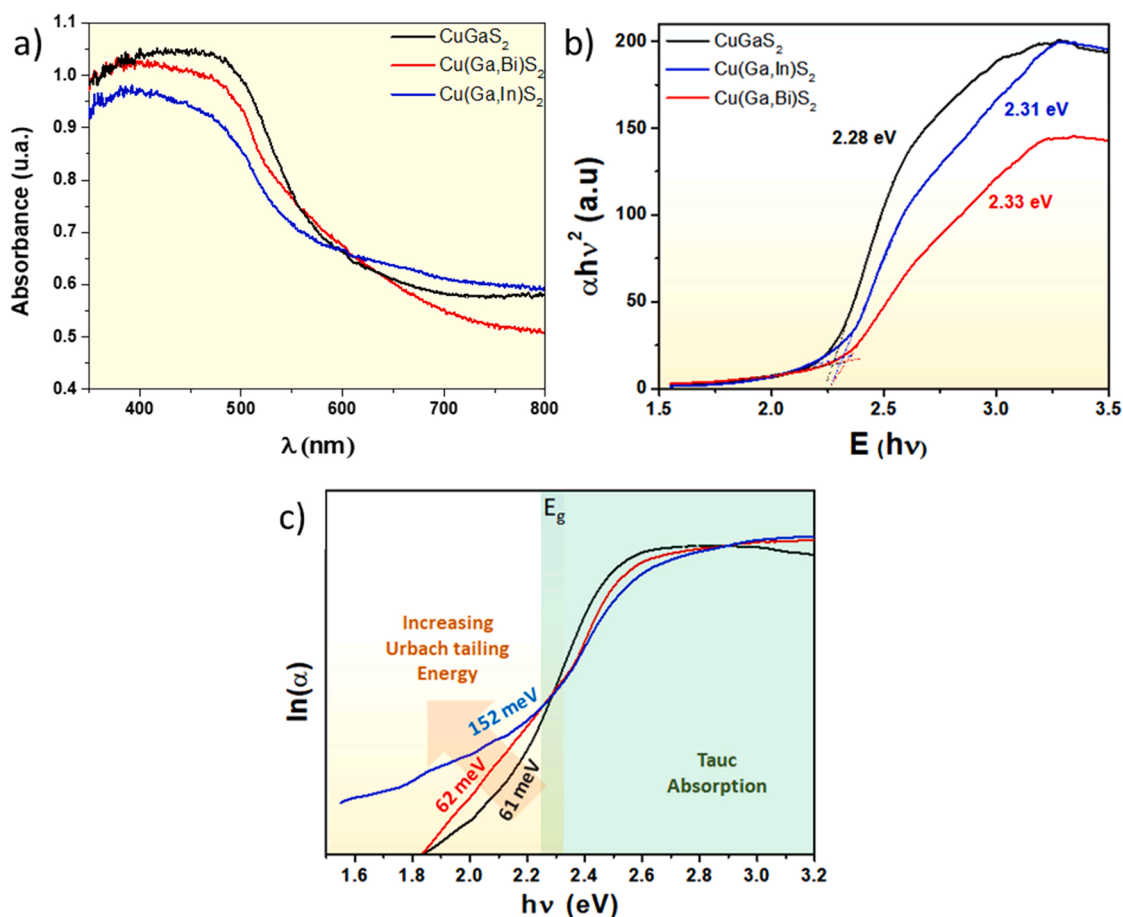 a)
CuGaS₂
Cu(Ga,Bi)S₂
Cu(Ga,In)S₂
1.1
1.0
0.9
0.8
0.7
0.6
0.5
0.4
Absorbance (u.a.)
400 500 600 700 800
λ (nm)
b)
CuGaS₂
Cu(Ga,In)S₂
Cu(Ga,Bi)S₂
200
150
100
50
0
αhν² (a.u)
2.28 eV
2.31 eV
2.33 eV
1.5 2.0 2.5 3.0 3.5
E (hν)
c)
E_g
Increasing
Urbach tailing
Energy
152 meV
62 meV
61 meV
Tauc
Absorption
ln(α)
1.6 1.8 2.0 2.2 2.4 2.6 2.8 3.0 3.2
hν (eV)